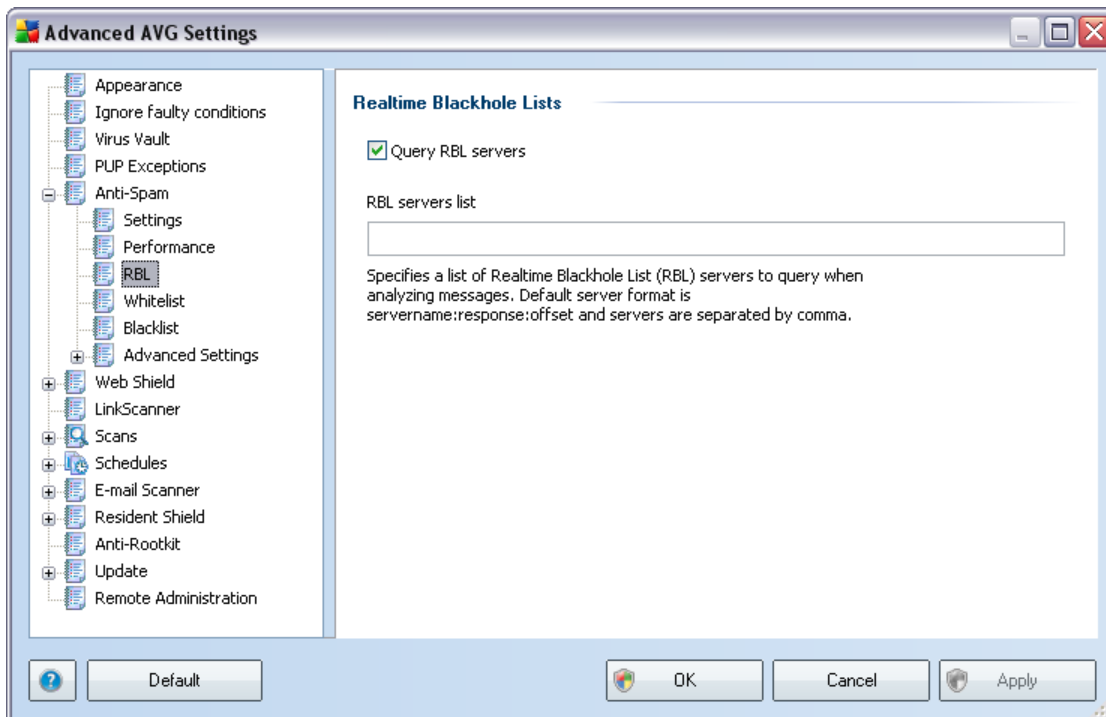 Advanced AVG Settings
Appearance
Ignore faulty conditions
Virus Vault
PUP Exceptions
Anti-Spam
Settings
Performance
RBL
Whitelist
Blacklist
Advanced Settings
Web Shield
LinkScanner
Scans
Schedules
E-mail Scanner
Resident Shield
Anti-Rootkit
Update
Remote Administration
Realtime Blackhole Lists
Query RBL servers
RBL servers list
Specifies a list of Realtime Blackhole List (RBL) servers to query when
analyzing messages. Default server format is
servername:response:offset and servers are separated by comma.
? Default OK Cancel Apply